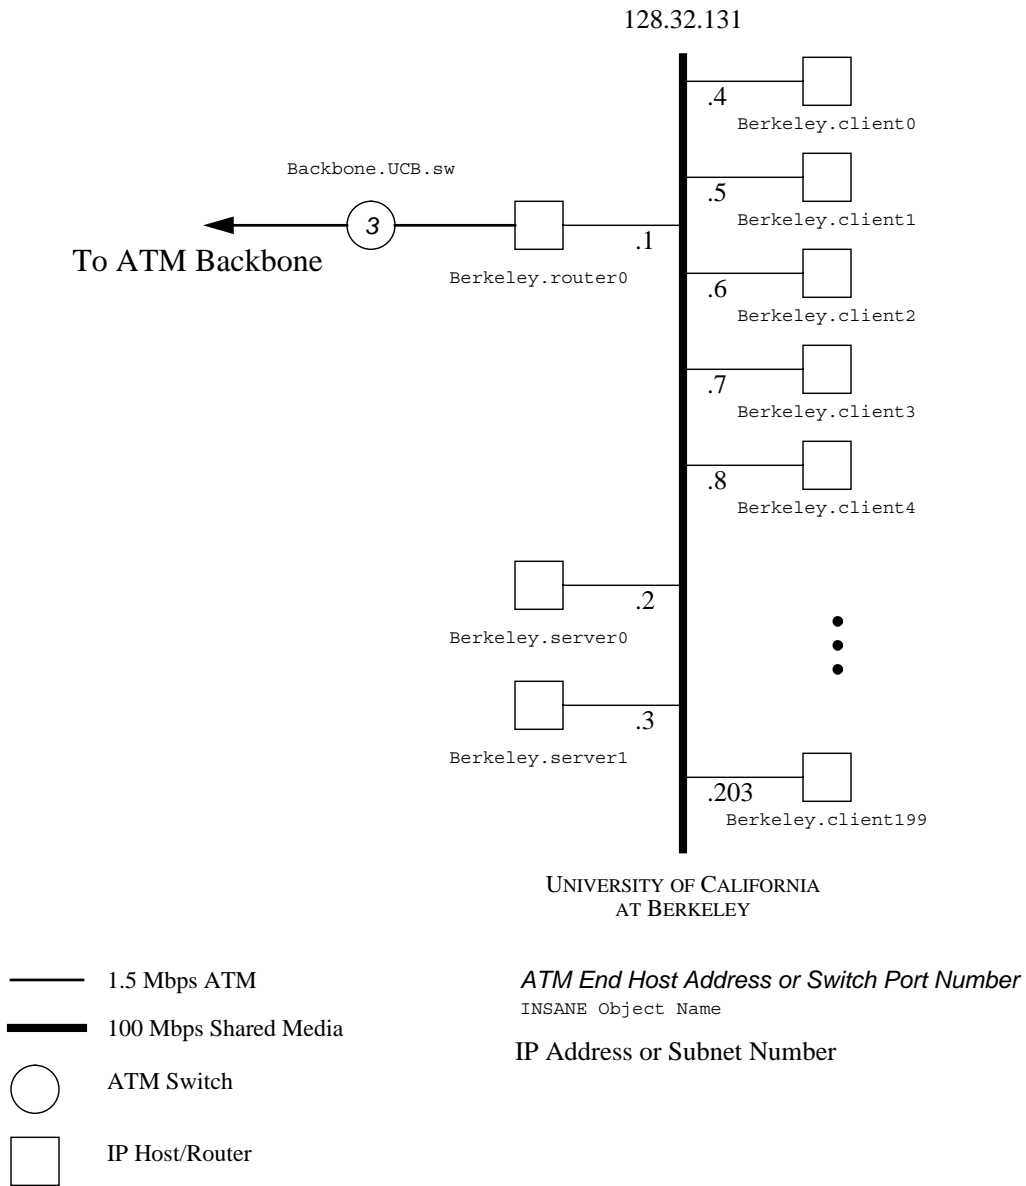 128.32.131
.4
Berkeley.client0
Backbone.UCB.sw
.5
Berkeley.client1
3
.1
To ATM Backbone
Berkeley.router0
.6
Berkeley.client2
.7
Berkeley.client3
.8
Berkeley.client4
.2
Berkeley.server0
.3
Berkeley.server1
.203
Berkeley.client199
UNIVERSITY OF CALIFORNIA
AT BERKELEY
1.5 Mbps ATM
100 Mbps Shared Media
ATM Switch
IP Host/Router
ATM End Host Address or Switch Port Number
INSANE Object Name
IP Address or Subnet Number